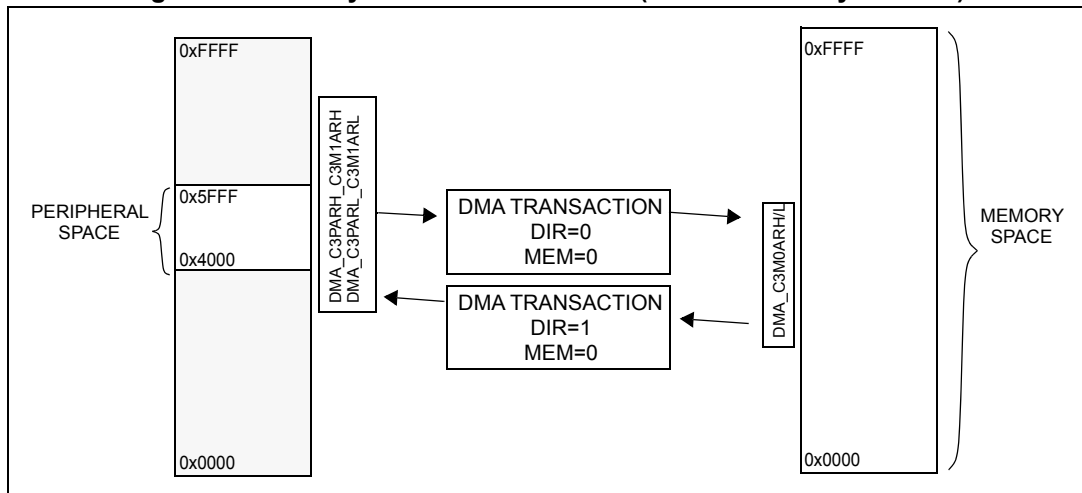 0xFFFF
0x5FFF
0x4000
0x0000
PERIPHERAL
SPACE
DMA_C3PARH_C3M1ARH
DMA_C3PARL_C3M1ARL
DMA TRANSACTION
DIR=0
MEM=0
DMA TRANSACTION
DIR=1
MEM=0
DMA_C3M0ARH/L
0xFFFF
0x0000
MEMORY
SPACE